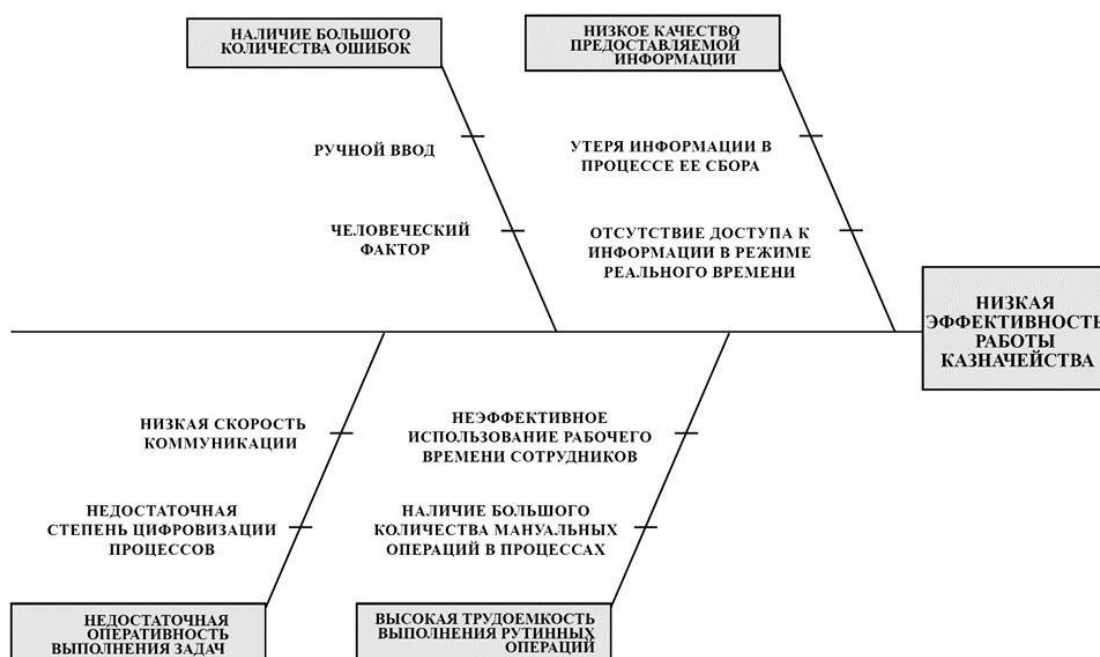 НАЛИЧИЕ БОЛЬШОГО
КОЛИЧЕСТВА ОШИБОК
НИЗКОЕ КАЧЕСТВО
ПРЕДОСТАВЛЯЕМОЙ
ИНФОРМАЦИИ
РУЧНОЙ ВВОД
УТЕРЯ ИНФОРМАЦИИ В
ПРОЦЕССЕ ЕЕ СБОРА
ЧЕЛОВЕЧЕСКИЙ
ФАКТОР
ОТСУТСТВИЕ ДОСТУПА К
ИНФОРМАЦИИ В РЕЖИМЕ
РЕАЛЬНОГО ВРЕМЕНИ
НИЗКАЯ
ЭФФЕКТИВНОСТЬ
РАБОТЫ
КАЗНАЧЕЙСТВА
НИЗКАЯ СКОРОСТЬ
КОММУНИКАЦИИ
НЕЭФФЕКТИВНОЕ
ИСПОЛЬЗОВАНИЕ РАБОЧЕГО
ВРЕМЕНИ СОТРУДНИКОВ
НЕДОСТАТОЧНАЯ
СТЕПЕНЬ ЦИФРОВИЗАЦИИ
ПРОЦЕССОВ
НАЛИЧИЕ БОЛЬШОГО
КОЛИЧЕСТВА МАНУАЛЬНЫХ
ОПЕРАЦИЙ В ПРОЦЕССАХ
НЕДОСТАТОЧНАЯ
ОПЕРАТИВНОСТЬ
ВЫПОЛНЕНИЯ ЗАДАЧ
ВЫСОКАЯ ТРУДОЕМКОСТЬ
ВЫПОЛНЕНИЯ РУТИННЫХ
ОПЕРАЦИЙ